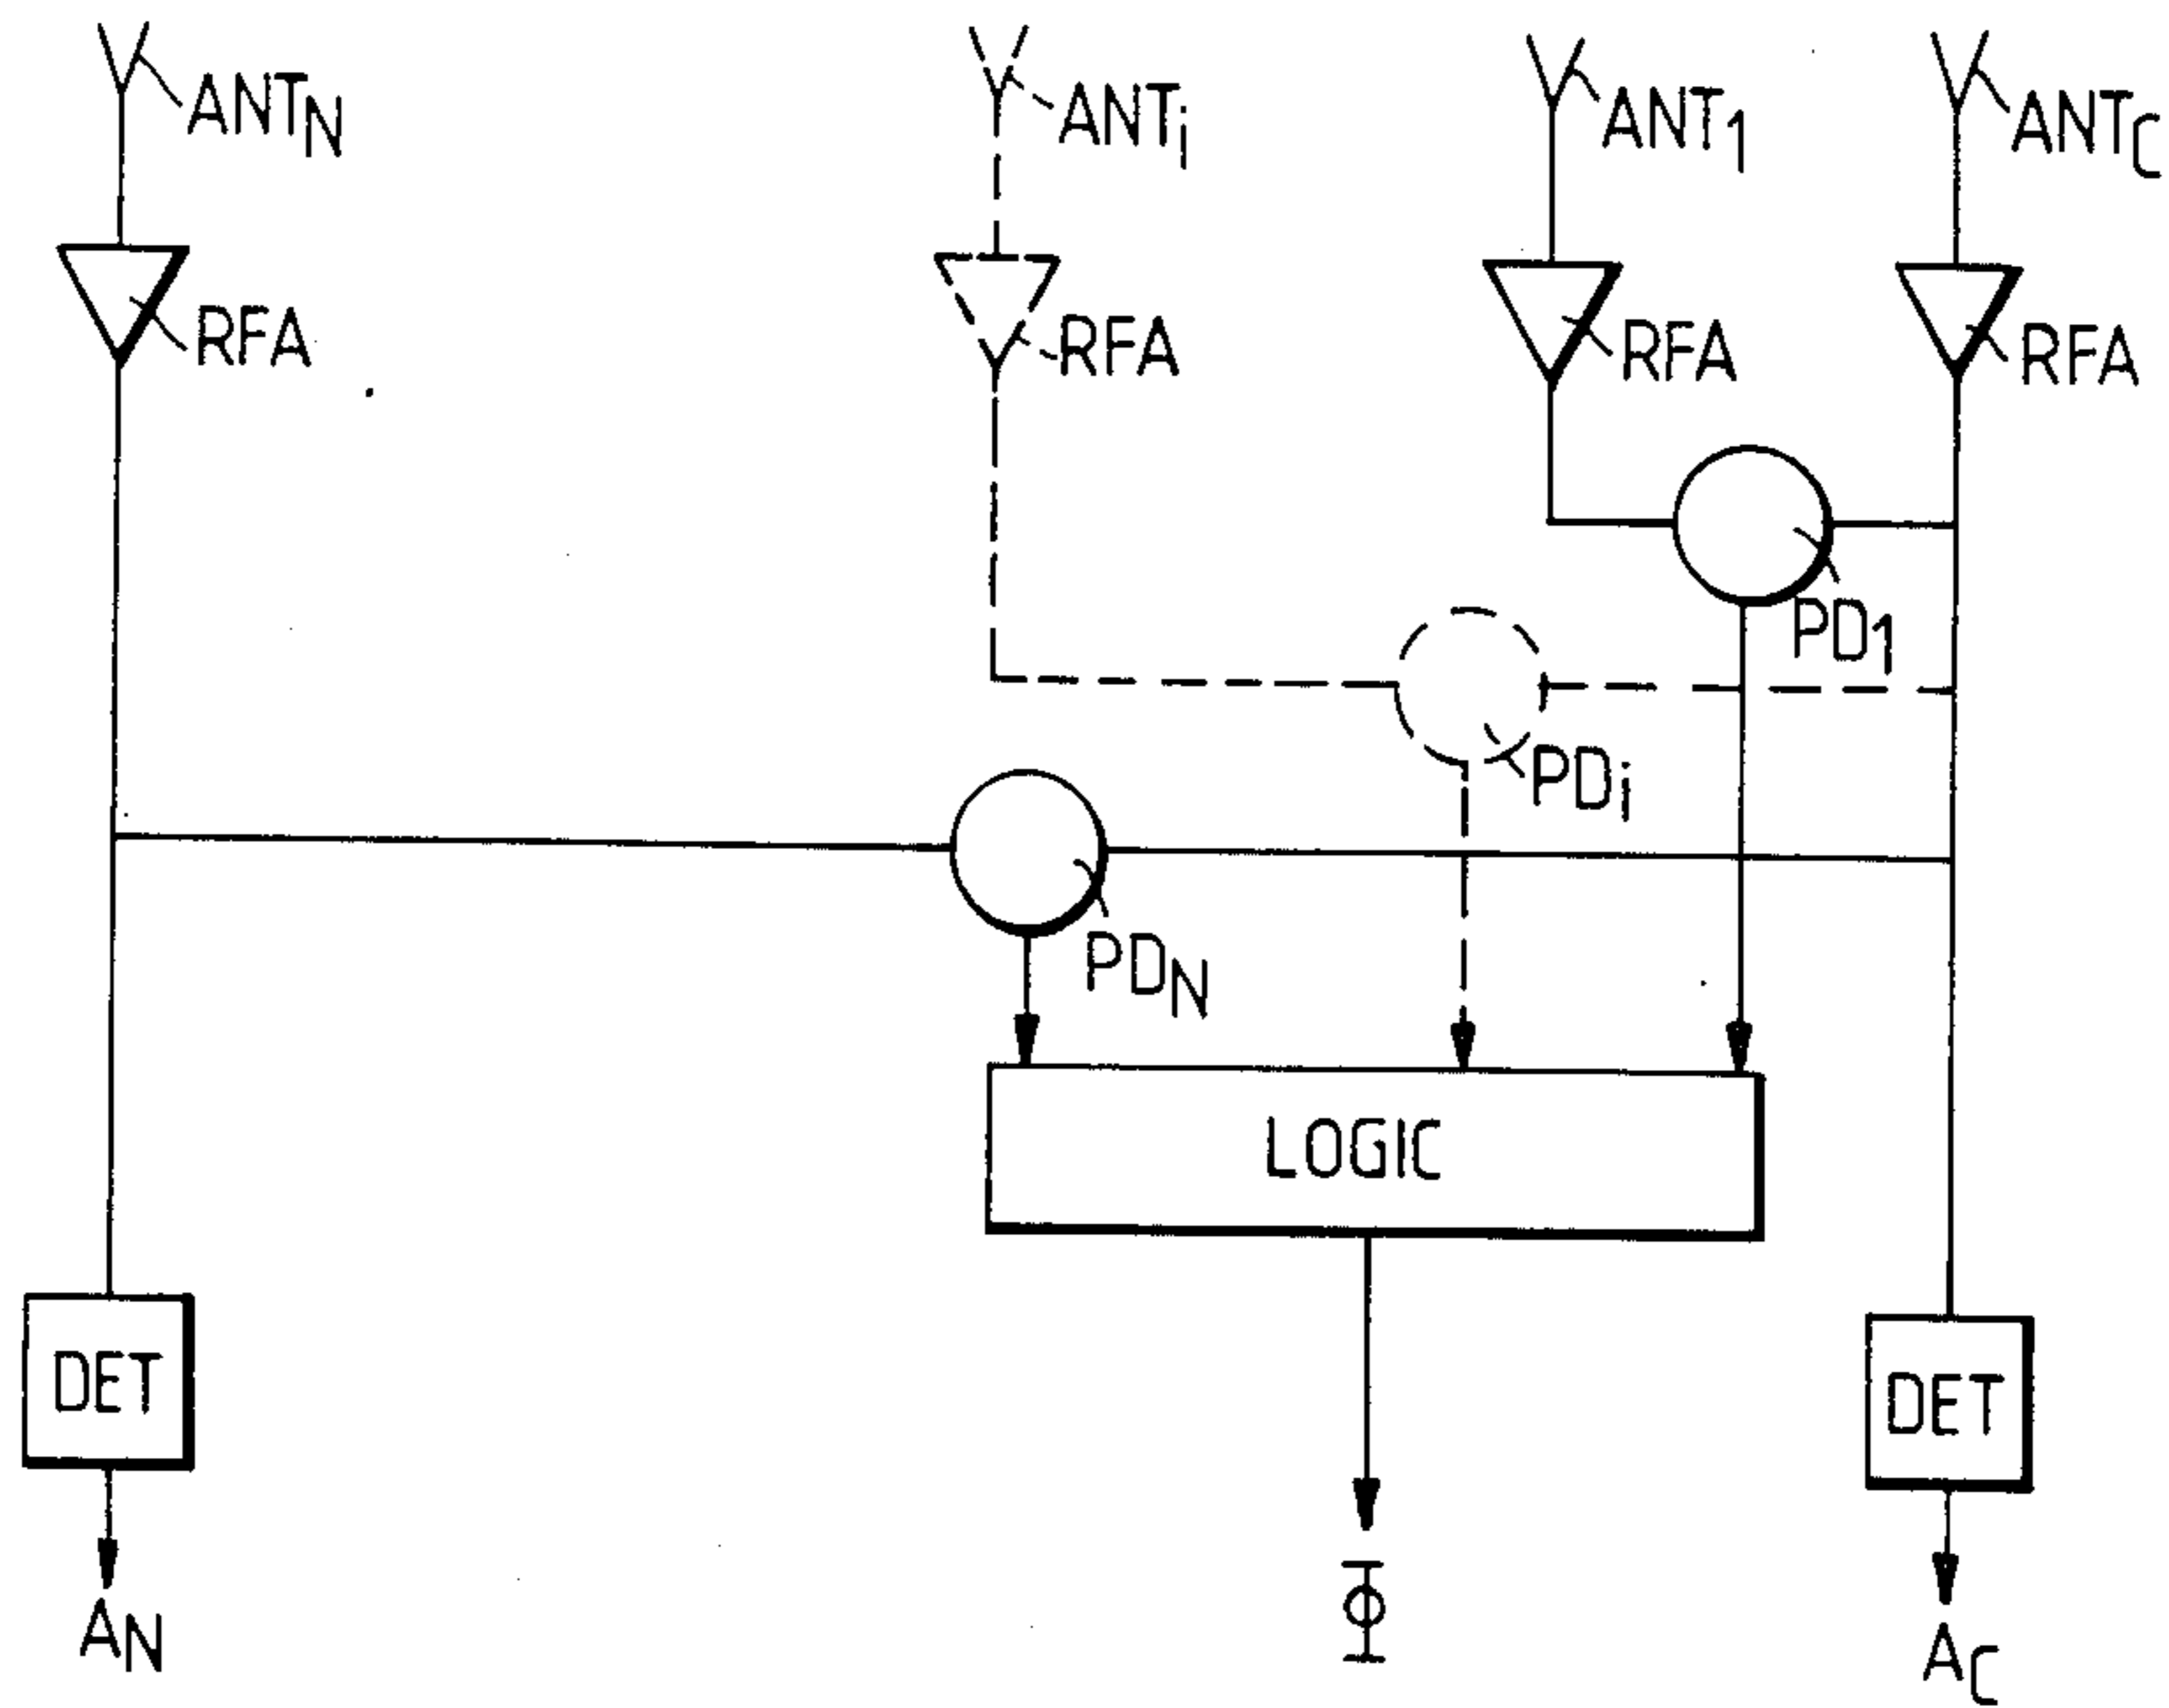 ANTN
ANTi
ANT1
ANTC
RFA
RFA
RFA
RFA
PD1
PDi
PDN
LOGIC
DET
DET
AN
Φ
AC